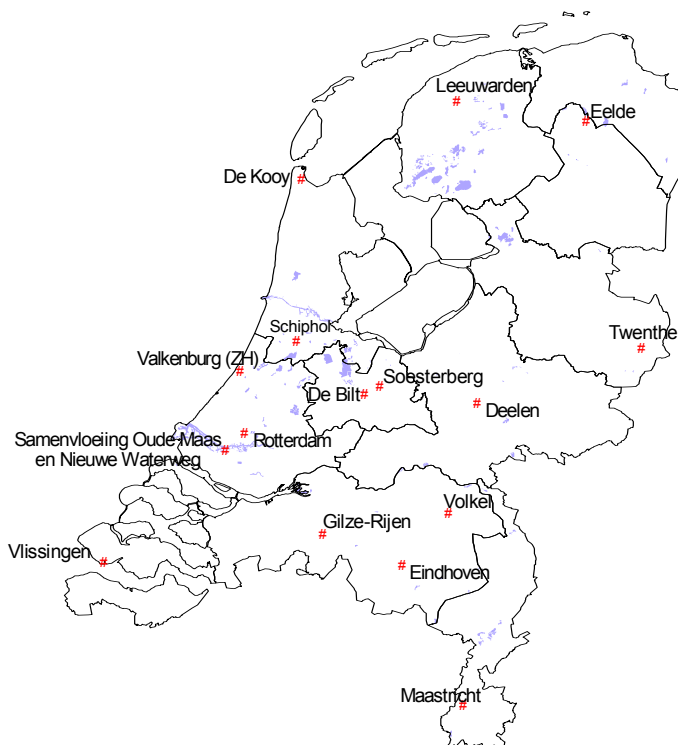 Leeuwarden
#
Eelde
#
De Kooy
#
Schiphol
#
Twenthe
#
Valkenburg (ZH)
#
Soesterberg
#
De Bilt
#
Deelen
#
Samenvloeiing Oude Maas
en Nieuwe Waterweg
#
Rotterdam
#
Volkel
#
Gilze-Rijen
#
Vlissingen
#
Eindhoven
#
Maastricht
#